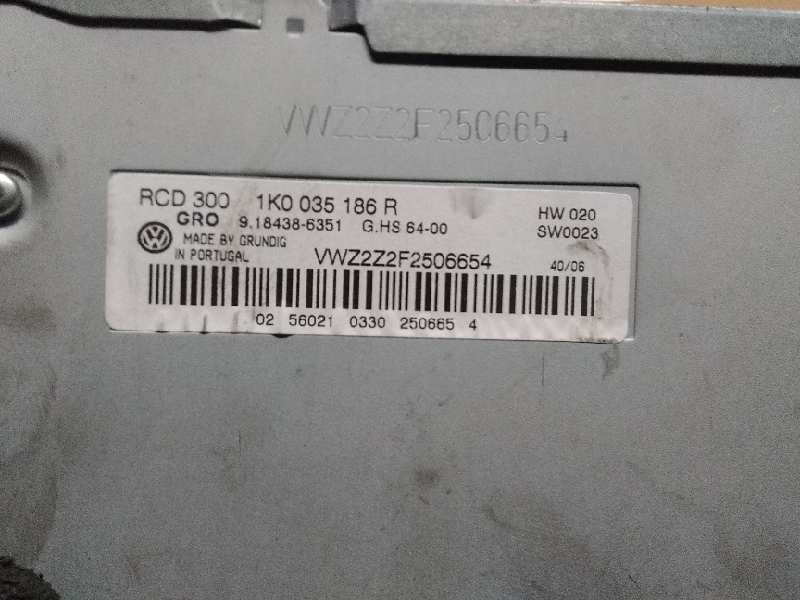 VWZ2Z2F2506654
RCD 300 1K0 035 186 R
GRO 9.18438-6351 G.HS 64-00
HW 020
SW0023
MADE BY GRUNDIG
IN PORTUGAL
VWZ2Z2F2506654
40/06
02 56021 0330 250665 4